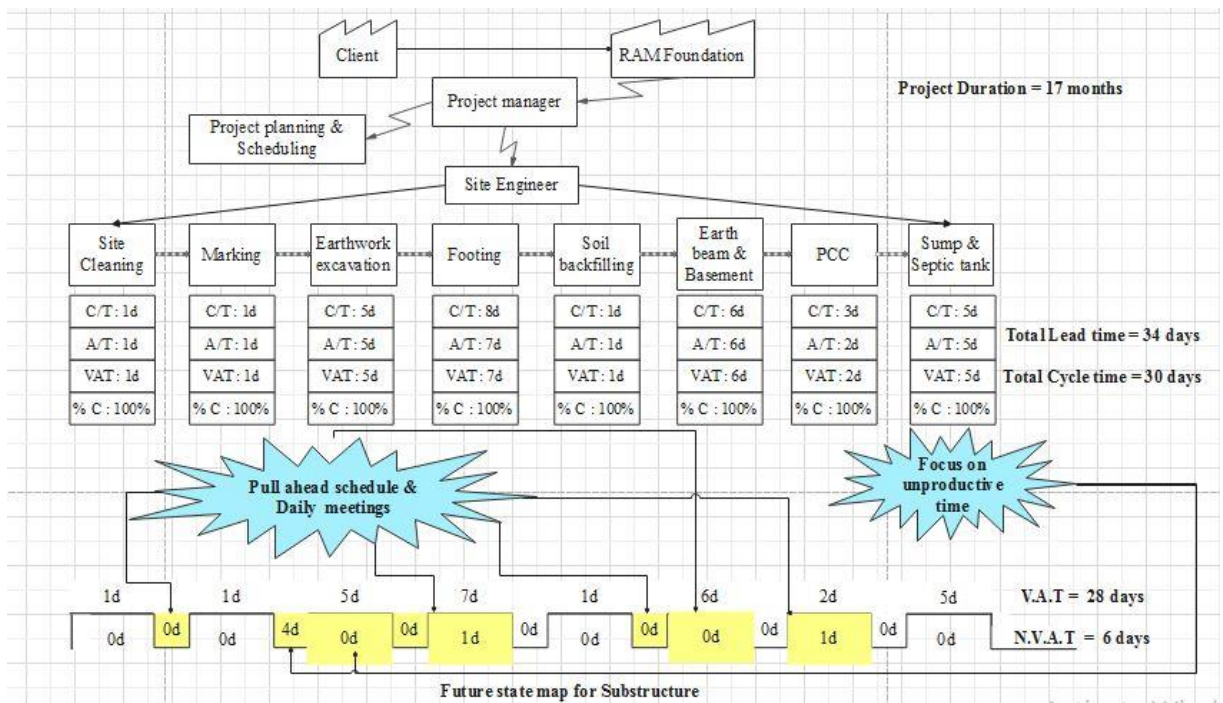 Client
RAM Foundation
Project Duration = 17 months
Project manager
Project planning &
Scheduling
Site Engineer
Site
Cleaning
Marking
Earthwork
excavation
Footing
Soil
backfilling
Earth
beam &
Basement
PCC
Sump &
Septic tank
C/T: 1d
C/T: 1d
C/T: 5d
C/T: 8d
C/T: 1d
C/T: 6d
C/T: 3d
C/T: 5d
A/T: 1d
A/T: 1d
A/T: 5d
A/T: 7d
A/T: 1d
A/T: 6d
A/T: 2d
A/T: 5d
Total Lead time = 34 days
VAT: 1d
VAT: 1d
VAT: 5d
VAT: 7d
VAT: 1d
VAT: 6d
VAT: 2d
VAT: 5d
Total Cycle time = 30 days
% C : 100%
% C : 100%
% C : 100%
% C : 100%
% C : 100%
% C : 100%
% C : 100%
% C : 100%
Pull ahead schedule &
Daily meetings
Focus on
unproductive
time
1d
1d
5d
7d
1d
6d
2d
5d
V.A.T = 28 days
0d
0d
0d
4d
0d
0d
1d
0d
0d
0d
0d
0d
1d
0d
0d
N.V.A.T = 6 days
Future state map for Substructure